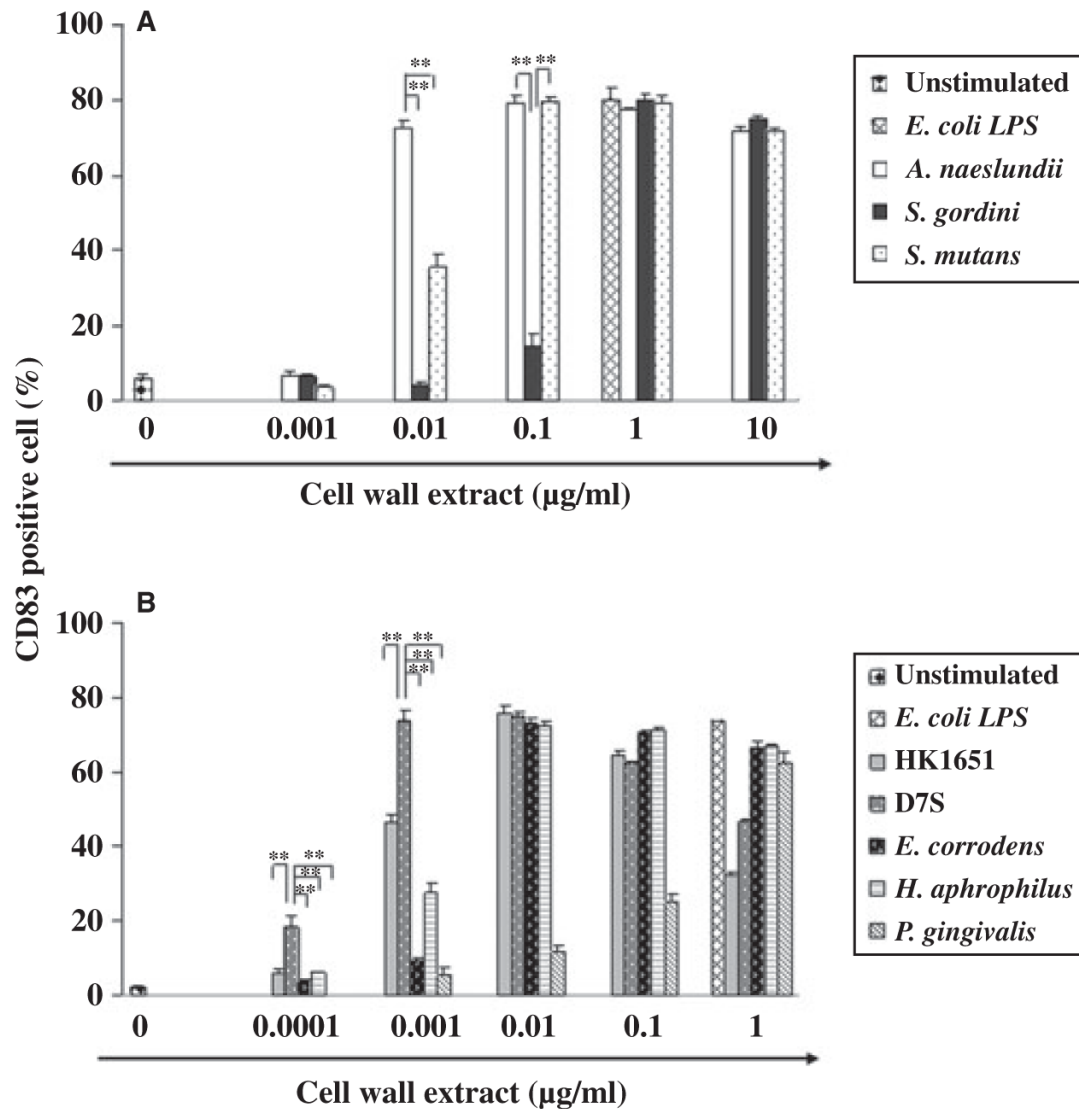 A
100
80
60
40
20
0
** ** ** **
0 0.001 0.01 0.1 1 10
Cell wall extract (µg/ml)
Unstimulated
E. coli LPS
A. naeslundii
S. gordini
S. mutans
CD83 positive cell (%)
B
100
80
60
40
20
0
** ** ** **
** ** ** **
0 0.0001 0.001 0.01 0.1 1
Cell wall extract (µg/ml)
Unstimulated
E. coli LPS
HK1651
D7S
E. corrodens
H. aphrophilus
P. gingivalis